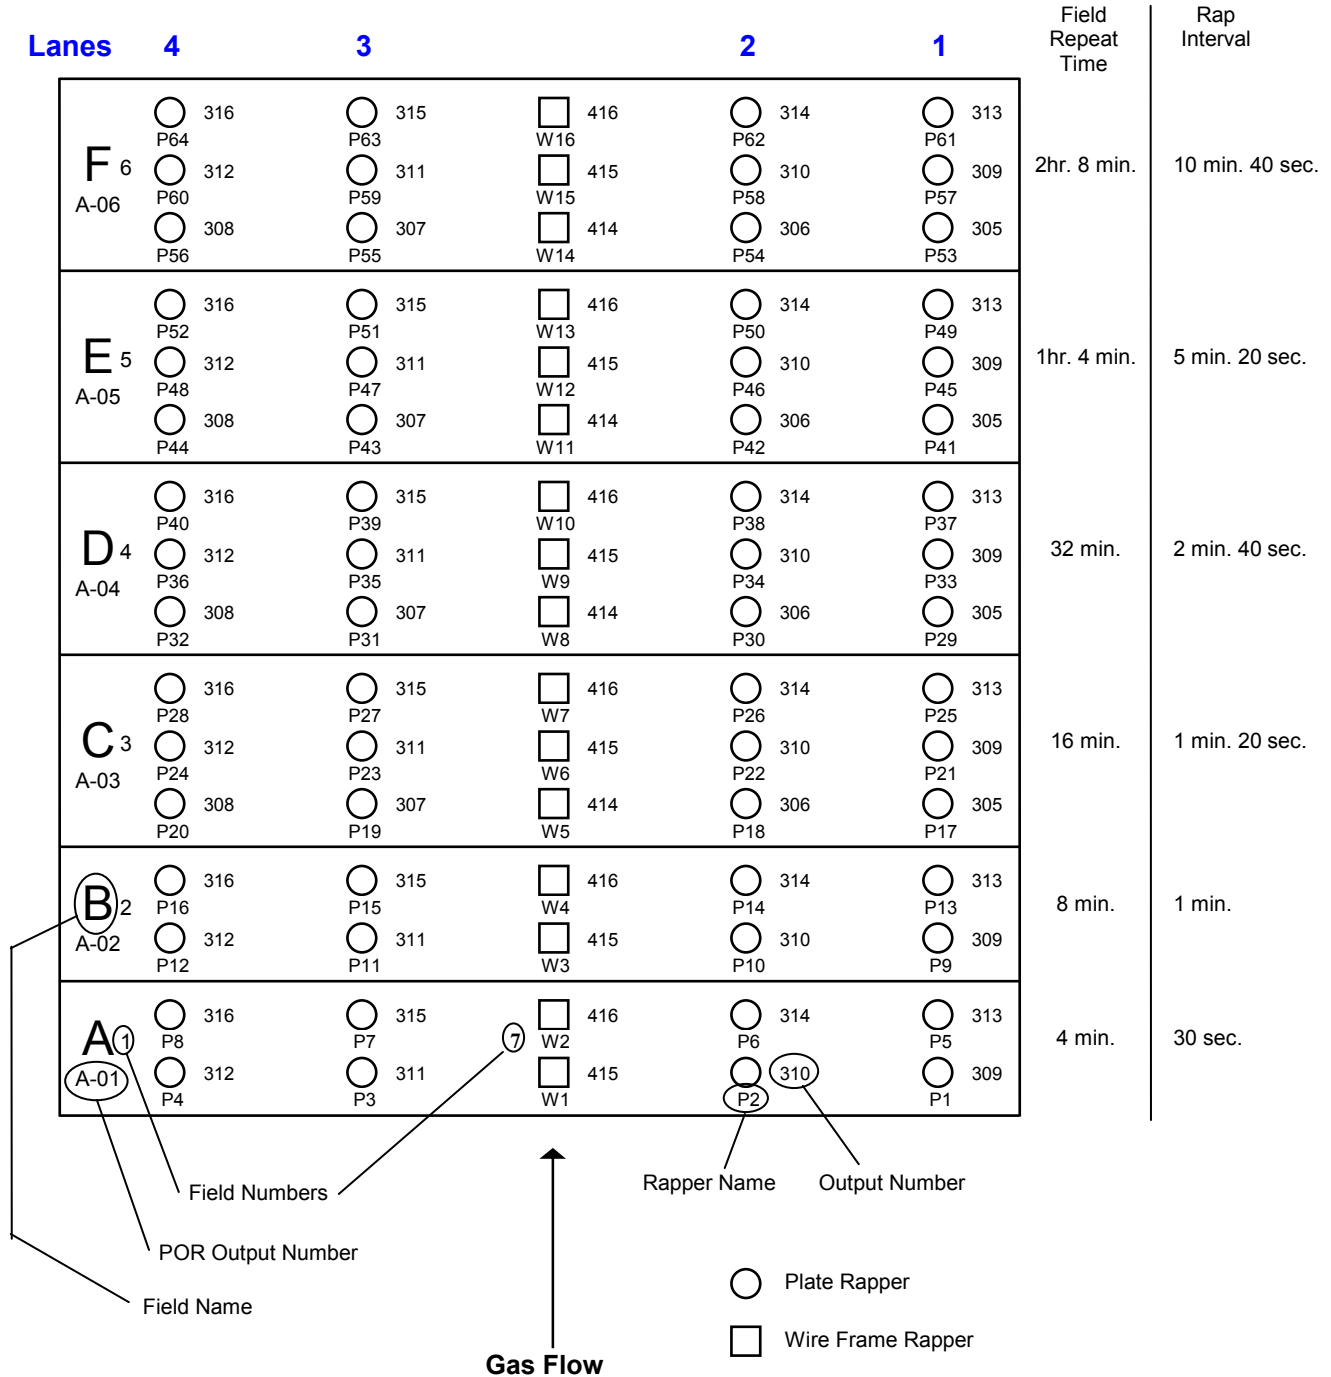 Field Repeat Time
Rap Interval
Lanes 4 3 2 1
316 315 416 314 313
P64 P63 W16 P62 P61
F 6 312 311 415 310 309 2hr. 8 min. 10 min. 40 sec.
A-06 P60 P59 W15 P58 P57
308 307 414 306 305
P56 P55 W14 P54 P53
316 315 416 314 313
P52 P51 W13 P50 P49
E 5 312 311 415 310 309 1hr. 4 min. 5 min. 20 sec.
A-05 P48 P47 W12 P46 P45
308 307 414 306 305
P44 P43 W11 P42 P41
316 315 416 314 313
P40 P39 W10 P38 P37
D 4 312 311 415 310 309 32 min. 2 min. 40 sec.
A-04 P36 P35 W9 P34 P33
308 307 414 306 305
P32 P31 W8 P30 P29
316 315 416 314 313
P28 P27 W7 P26 P25
C 3 312 311 415 310 309 16 min. 1 min. 20 sec.
A-03 P24 P23 W6 P22 P21
308 307 414 306 305
P20 P19 W5 P18 P17
316 315 416 314 313
B 2 P16 P15 W4 P14 P13 8 min. 1 min.
A-02 312 311 415 310 309
P12 P11 W3 P10 P9
316 315 416 314 313
A 1 P8 P7 7 W2 P6 P5 4 min. 30 sec.
A-01 312 311 415 310 309
P4 P3 W1 P2 P1
Field Numbers Rapper Name Output Number
POR Output Number
Field Name
Plate Rapper
Wire Frame Rapper
Gas Flow